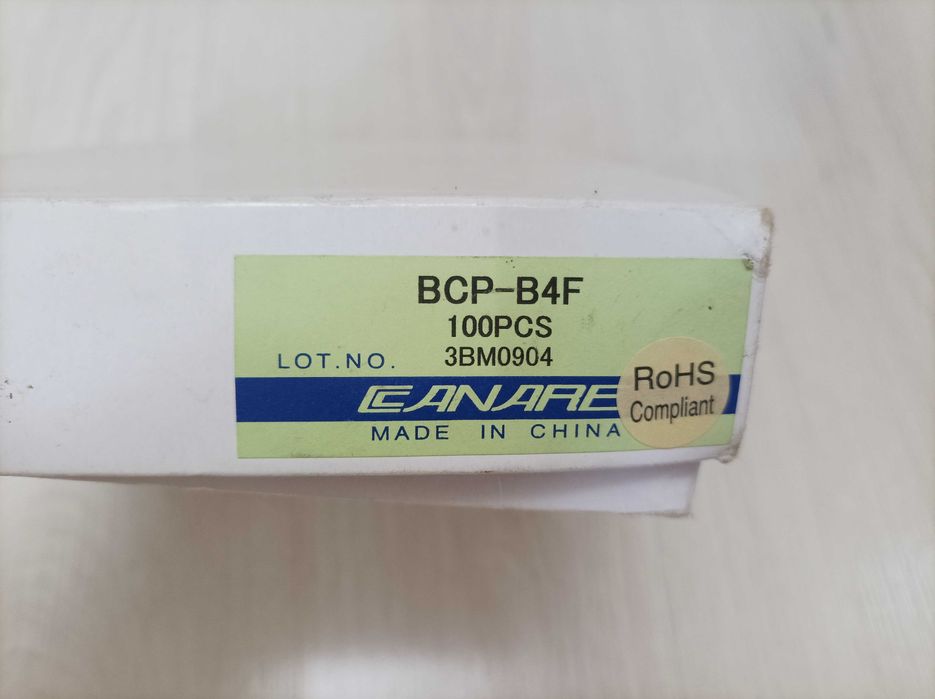 BCP-B4F
100PCS
LOT.NO. 3BM0904
CANARE
MADE IN CHINA
RoHS
Compliant